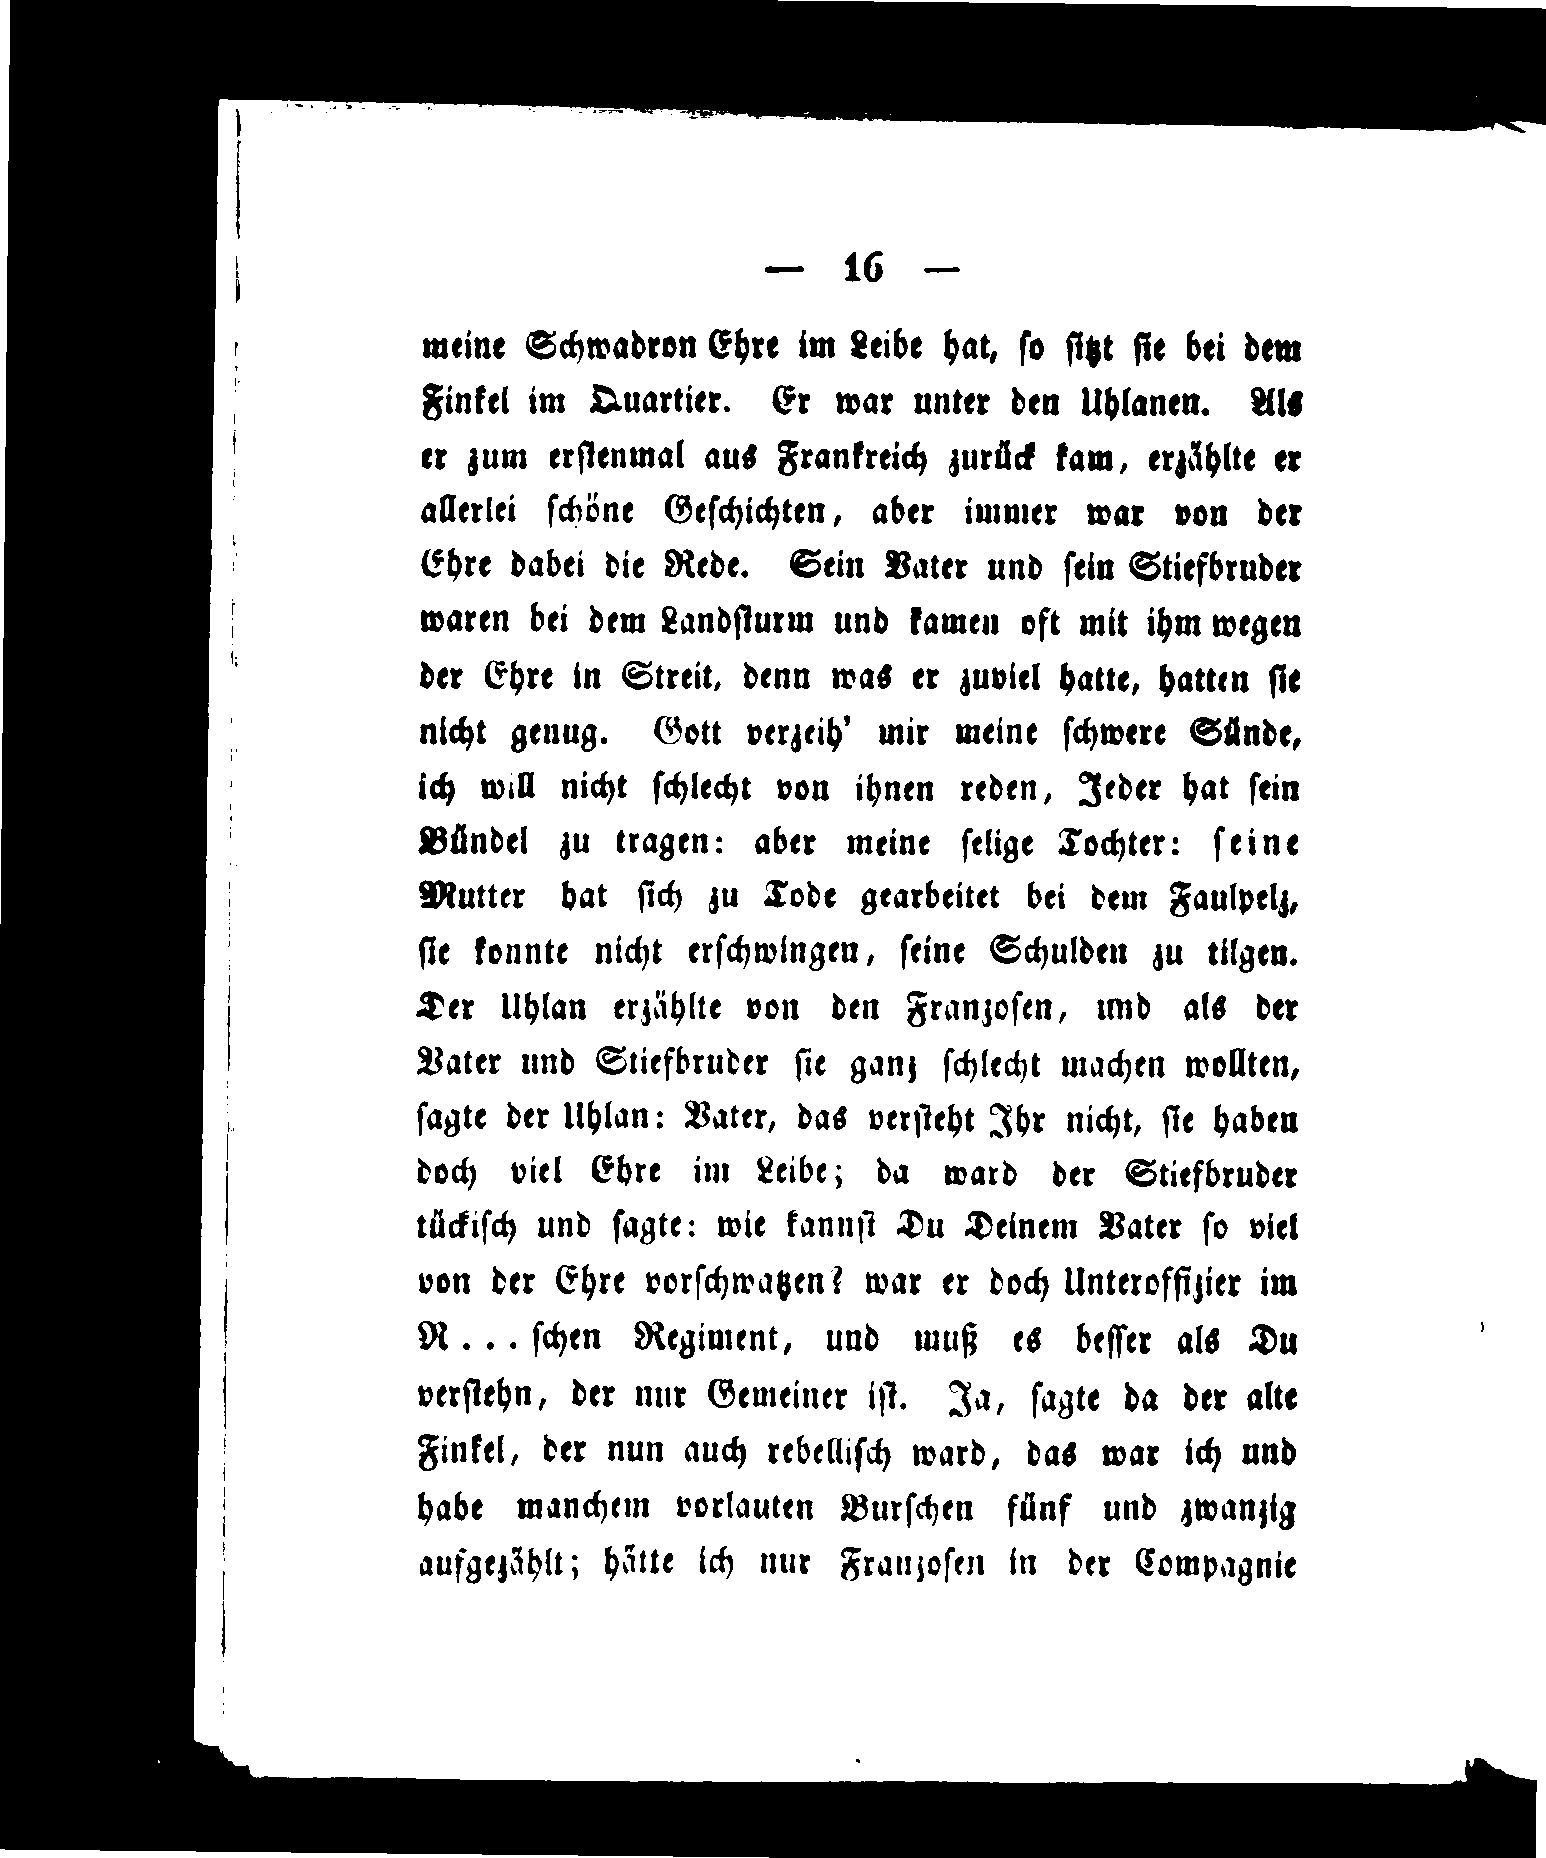 — 16 —
meine Schwadron Ehre im Leibe hat, so sitzt sie bei dem
Finkel im Quartier. Er war unter den Uhlanen. Als
er zum erstenmal aus Frankreich zurück kam, erzählte er
allerlei schöne Geschichten, aber immer war von der
Ehre dabei die Rede. Sein Vater und sein Stiefbruder
waren bei dem Landsturm und kamen oft mit ihm wegen
der Ehre in Streit, denn was er zuviel hatte, hatten sie
nicht genug. Gott verzeih' mir meine schwere Sünde,
ich will nicht schlecht von ihnen reden, Jeder hat sein
Bündel zu tragen: aber meine selige Tochter: seine
Mutter hat sich zu Tode gearbeitet bei dem Faulpelz,
sie konnte nicht erschwingen, seine Schulden zu tilgen.
Der Uhlan erzählte von den Franzosen, und als der
Vater und Stiefbruder sie ganz schlecht machen wollten,
sagte der Uhlan: Vater, das versteht Ihr nicht, sie haben
doch viel Ehre im Leibe; da ward der Stiefbruder
tückisch und sagte: wie kannst Du Deinem Vater so viel
von der Ehre vorschwatzen? war er doch Unteroffizier im
N... schen Regiment, und muß es besser als Du
verstehn, der nur Gemeiner ist. Ja, sagte da der alte
Finkel, der nun auch rebellisch ward, das war ich und
habe manchem vorlauten Burschen fünf und zwanzig
aufgezählt; hätte ich nur Franzosen in der Compagnie